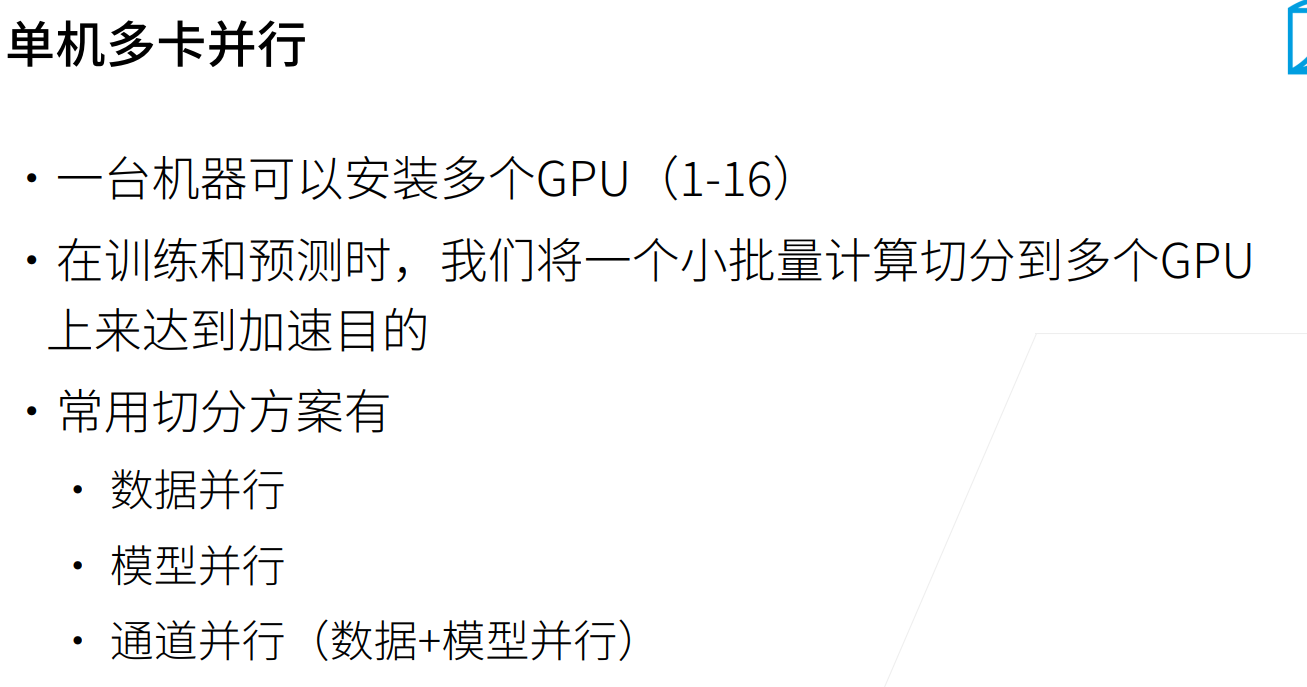 单机多卡并行
• 一台机器可以安装多个GPU（1-16）
• 在训练和预测时，我们将一个小批量计算切分到多个GPU
上来达到加速目的
• 常用切分方案有
• 数据并行
• 模型并行
• 通道并行（数据+模型并行）